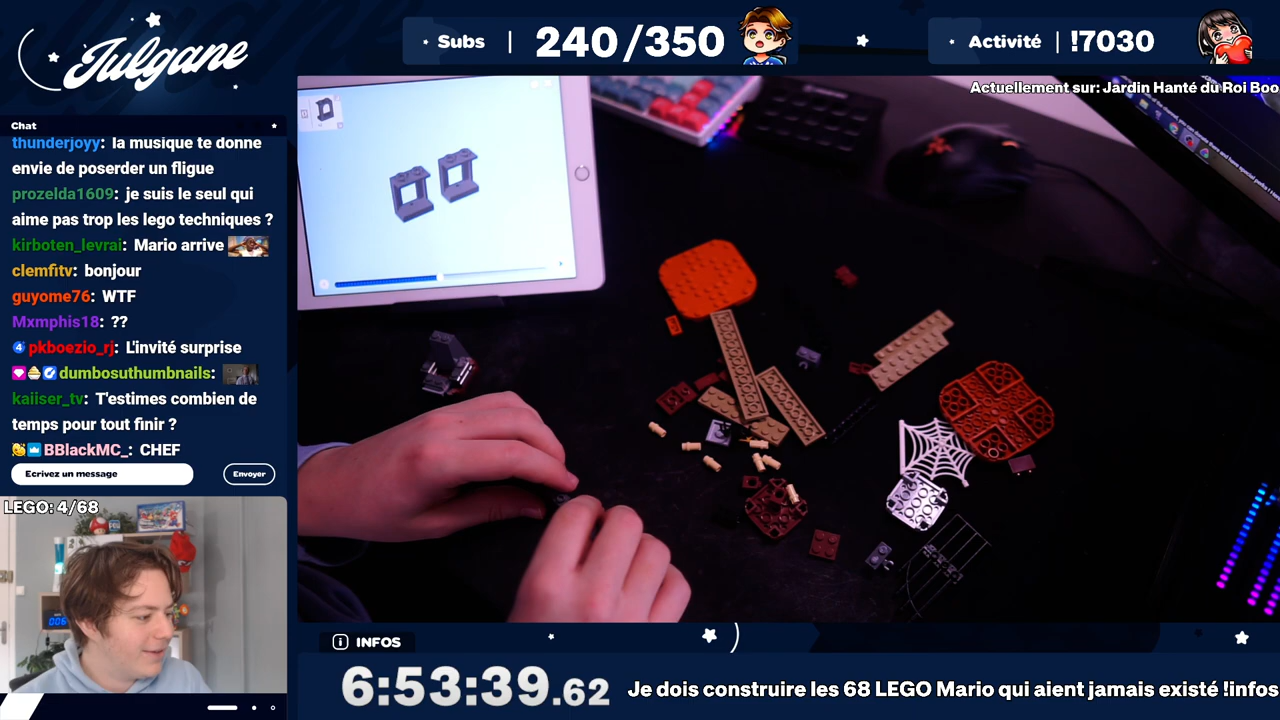 Julgane
Subs | 240/350
Activité | !7030
Actuellement sur: Jardin Hanté du Roi Boo
Chat
thunderjoyy: la musique te donne
envie de poserder un fligue
prozelda1609: je suis le seul qui
aime pas trop les lego techniques ?
kirboten_levrai: Mario arrive
clemfitv: bonjour
guyome76: WTF
Mxmphis18: ??
4 pkboezio_rj: L'invité surprise
dumbosuthumbnails:
kaiiser_tv: T'estimes combien de
temps pour tout finir ?
BBlackMC_: CHEF
Ecrivez un message
Envoyer
LEGO: 4/68
INFOS
6:53:39.62
Je dois construire les 68 LEGO Mario qui aient jamais existé !infos